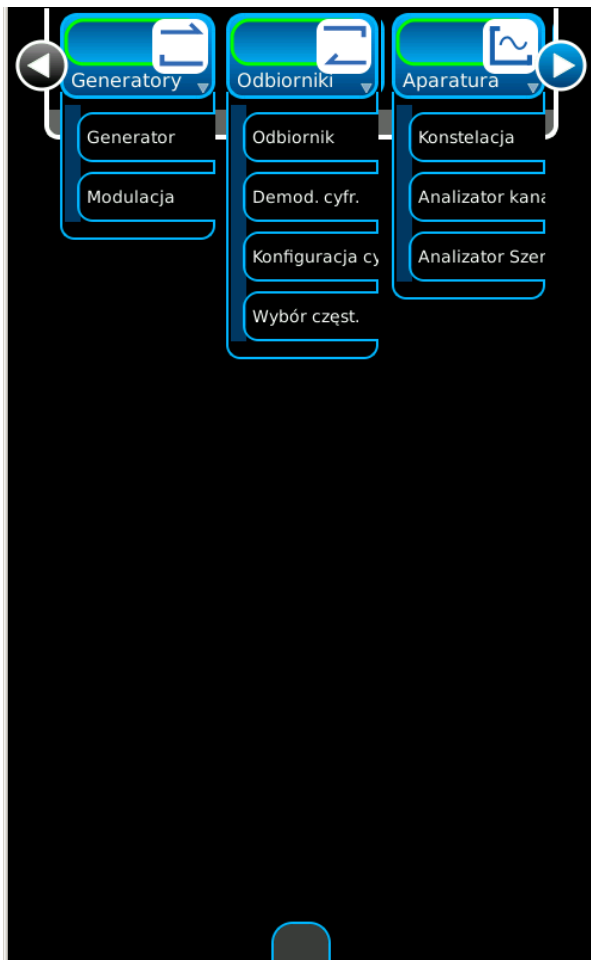 Generatory
Generator
Modulacja
Odbiorniki
Odbiornik
Demod. cyfr.
Konfiguracja cy
Wybór częst.
Aparatura
Konstelacja
Analizator kana
Analizator Szer